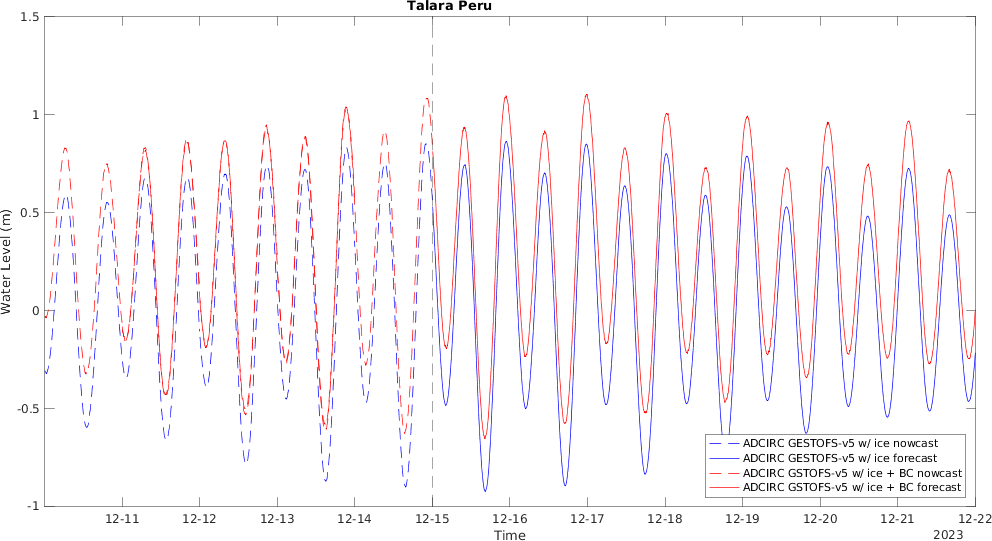 Talara Peru
Water Level (m)
1.5
1
0.5
0
-0.5
-1
12-11 12-12 12-13 12-14 12-15 12-16 12-17 12-18 12-19 12-20 12-21 12-22
Time
2023
ADCIRC GESTOFS-v5 w/ ice nowcast
ADCIRC GESTOFS-v5 w/ ice forecast
ADCIRC GSTOFS-v5 w/ ice + BC nowcast
ADCIRC GSTOFS-v5 w/ ice + BC forecast